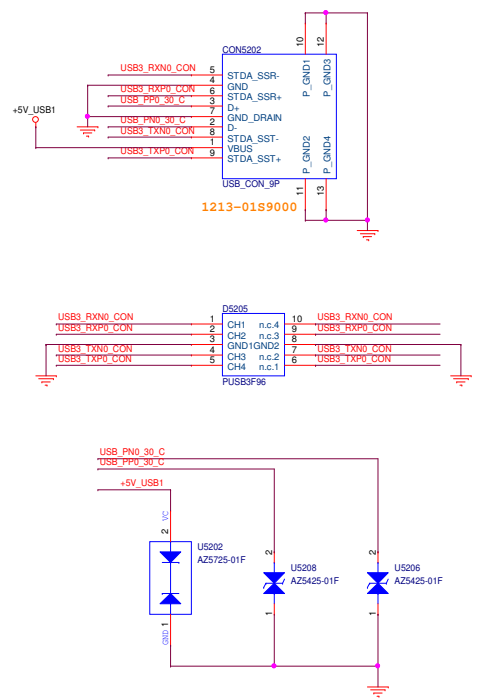 CON5202
10
12
P_GND1
P_GND3
USB3_RXN0_CON 5 STDA_SSR-
4 GND
USB3_RXP0_CON 6 STDA_SSR+
USB_PP0_30_C 3 D+
+5V_USB1
7 GND_DRAIN
USB_PN0_30_C 2 D-
USB3_TXN0_CON 8 STDA_SST-
1 VBUS
USB3_TXP0_CON 9 STDA_SST+
P_GND2
P_GND4
USB_CON_9P
11
13
1213-01S9000
D5205
USB3_RXN0_CON 1 CH1 n.c.4 10 USB3_RXN0_CON
USB3_RXP0_CON 2 CH2 n.c.3 9 USB3_RXP0_CON
3 GND1GND2 8
USB3_TXN0_CON 4 CH3 n.c.2 7 USB3_TXN0_CON
USB3_TXP0_CON 5 CH4 n.c.1 6 USB3_TXP0_CON
PUSB3F96
USB_PN0_30_C
USB_PP0_30_C
+5V_USB1
VC
2
U5202
AZ5725-01F
GND
1
2
U5208
AZ5425-01F
1
2
U5206
AZ5425-01F
1